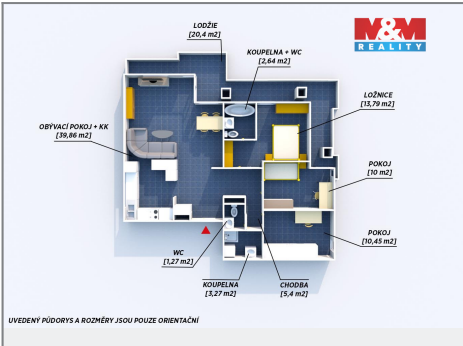 LODŽIE
[20,4 m2]
M&M
REALITY
KOUPELNA + WC
[2,64 m2]
LOŽNICE
[13,79 m2]
OBÝVACÍ POKOJ + KK
[39,86 m2]
POKOJ
[10 m2]
POKOJ
[10,45 m2]
WC
[1,27 m2]
KOUPELNA
[3,27 m2]
CHODBA
[5,4 m2]
UVEDENÝ PŮDORYS A ROZMĚRY JSOU POUZE ORIENTAČNÍ